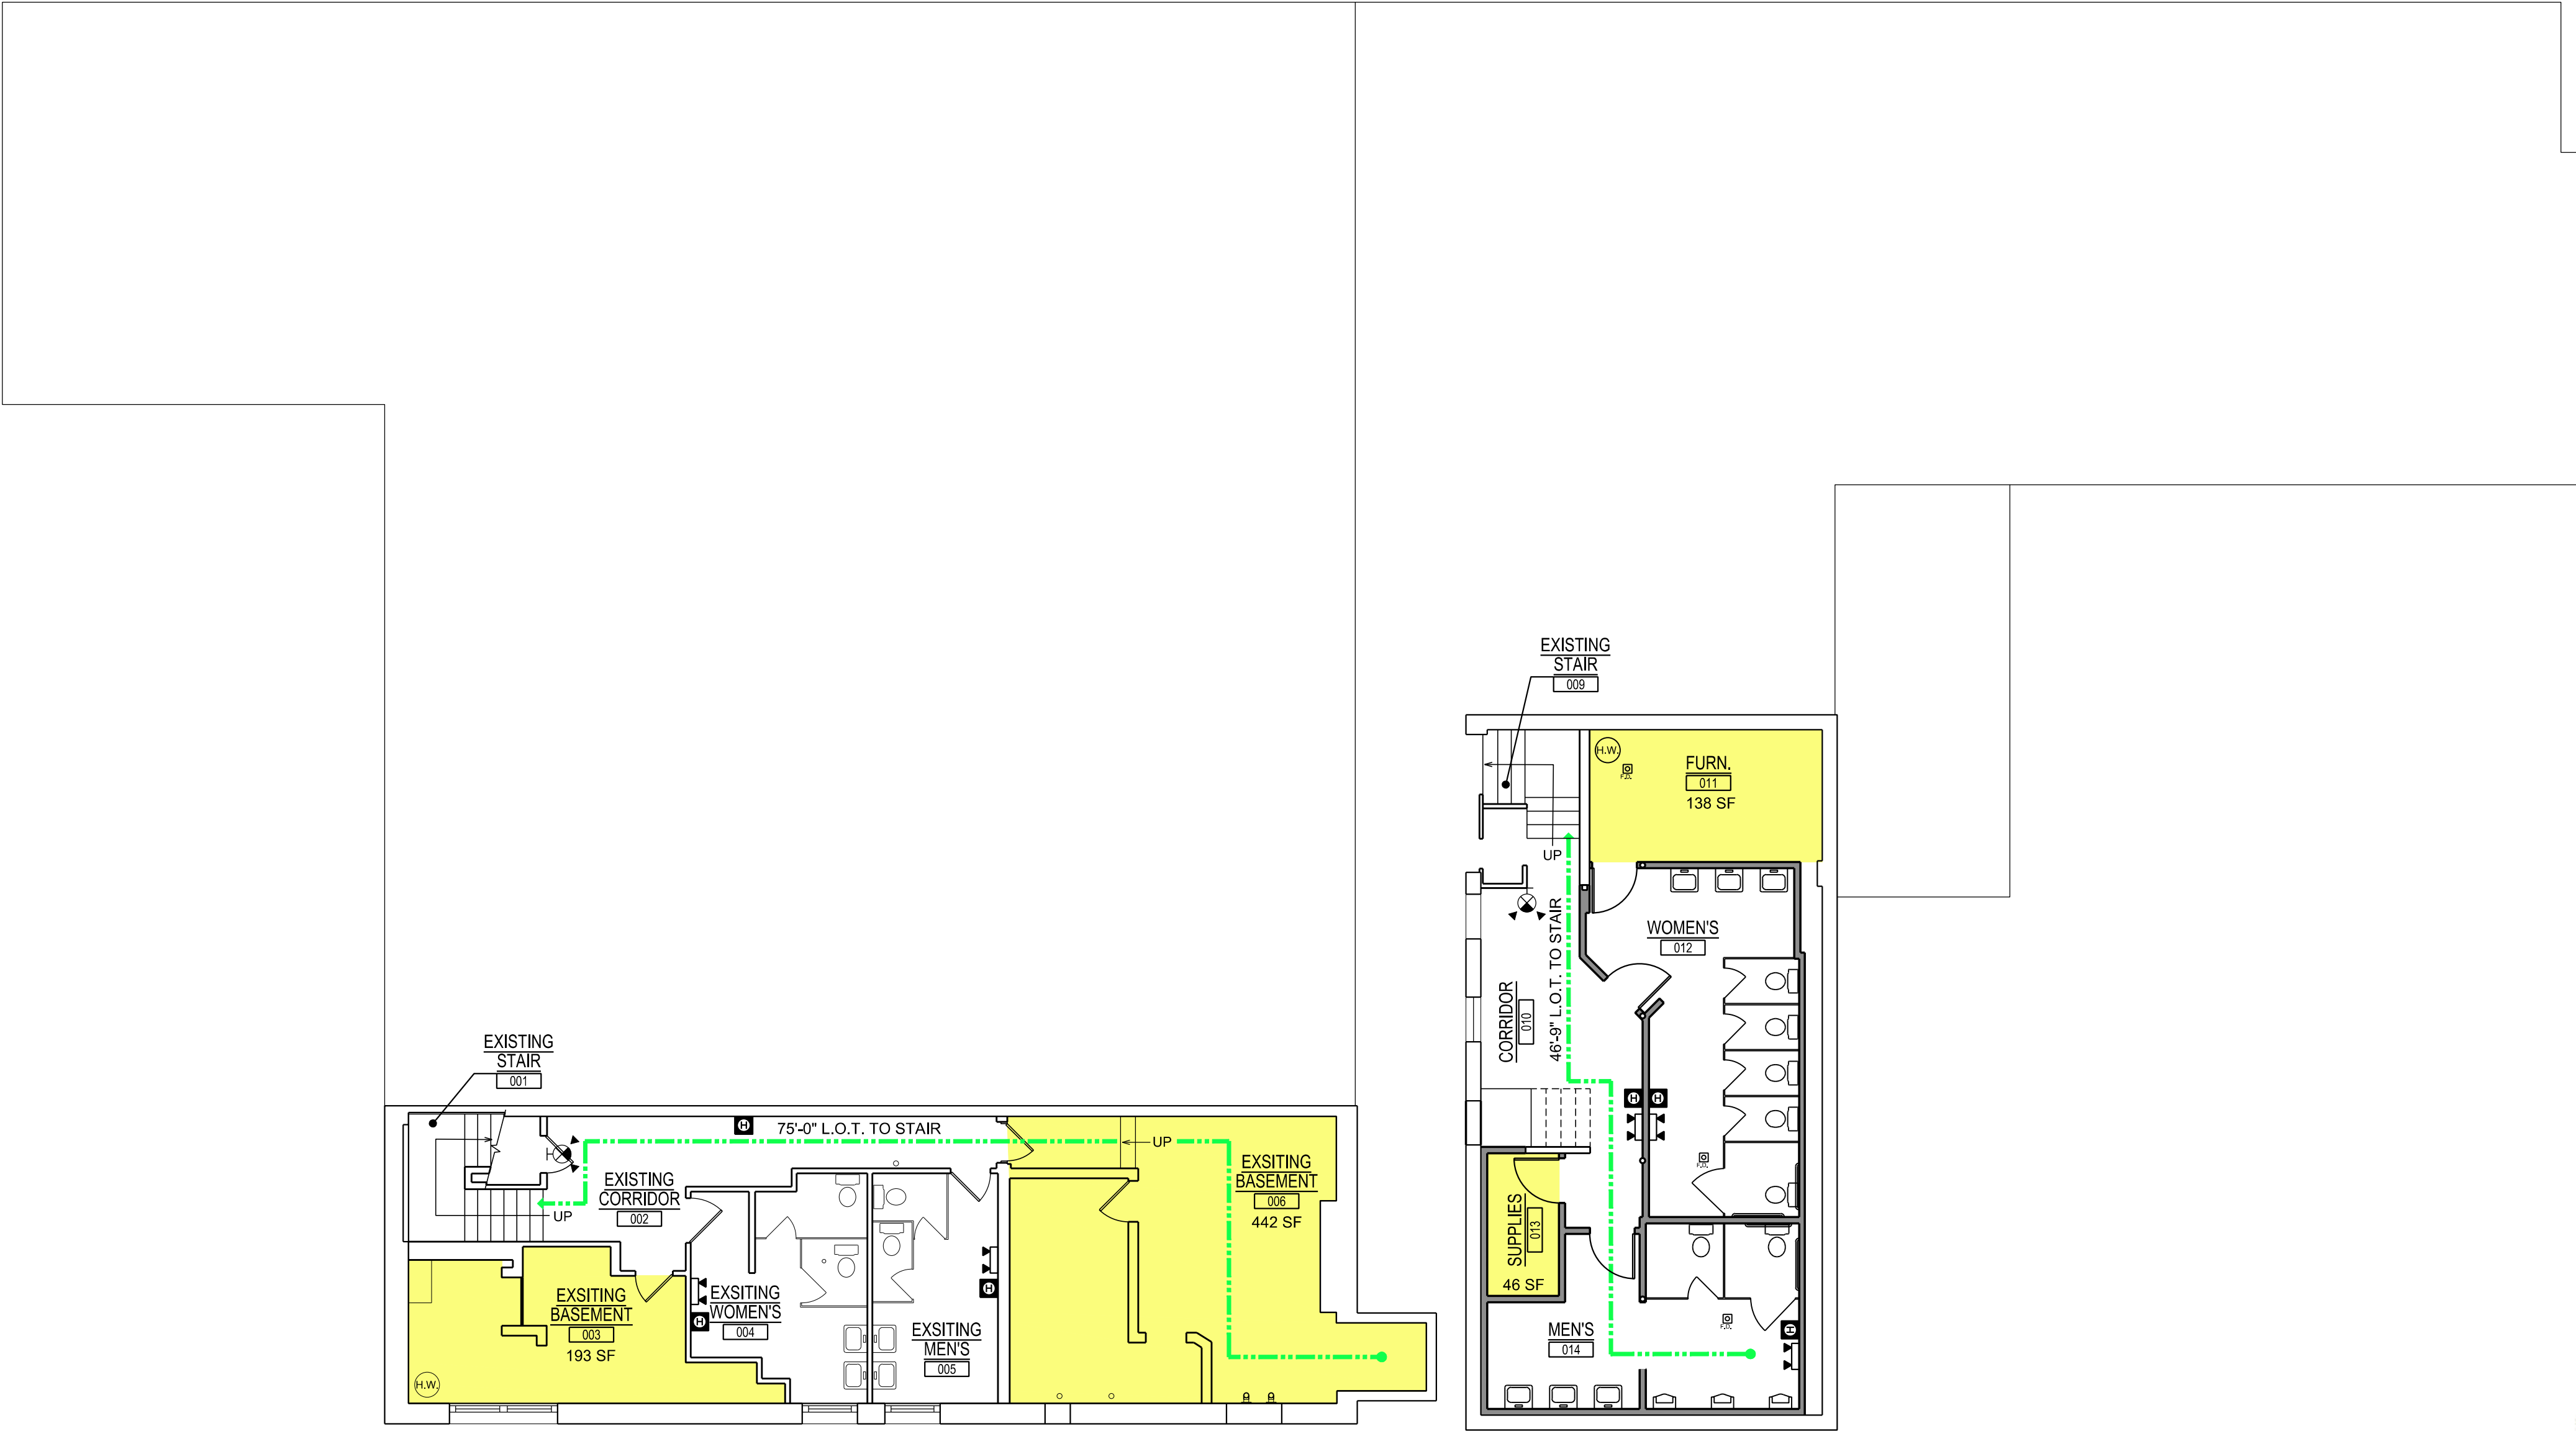 EXISTING
STAIR
009
H.W.
F.D.
FURN.
011
138 SF
UP
WOMEN'S
012
CORRIDOR
010
46'-9" L.O.T. TO STAIR
H
H
F.D.
SUPPLIES
013
46 SF
MEN'S
014
F.D.
H
EXISTING
STAIR
001
H
75'-0" L.O.T. TO STAIR
UP
EXISTING
CORRIDOR
002
UP
EXSITING
BASEMENT
006
442 SF
EXSITING
BASEMENT
003
193 SF
H.W.
EXSITING
WOMEN'S
004
H
EXSITING
MEN'S
005
H